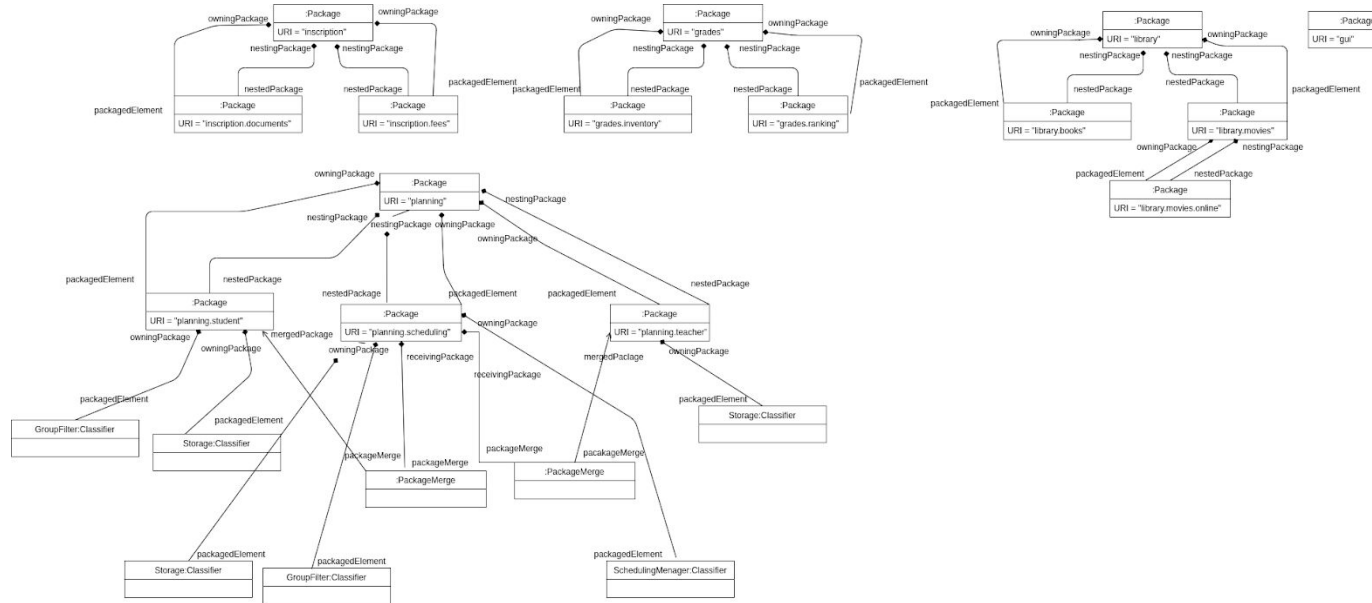 owningPackage
:Package
owningPackage
URI = "inscription"
nestingPackage
nestingPackage
nestedPackage
nestedPackage
packagedElement
packagedElement
:Package
URI = "inscription.documents"
:Package
URI = "inscription.fees"
owningPackage
:Package
owningPackage
URI = "grades"
nestingPackage
nestingPackage
nestedPackage
nestedPackage
packagedElement
packagedElement
:Package
URI = "grades.inventory"
:Package
URI = "grades.ranking"
:Package
URI = "library"
owningPackage
owningPackage
nestingPackage
nestingPackage
nestedPackage
nestedPackage
packagedElement
packagedElement
:Package
URI = "library.books"
:Package
URI = "library.movies"
owningPackage
nestingPackage
packagedElement
nestedPackage
:Package
URI = "library.movies.online"
:Package
URI = "gui"
owningPackage
:Package
URI = "planning"
nestingPackage
nestingPackage
nestingPackage
owningPackage
owningPackage
packagedElement
nestedPackage
nestedPackage
packagedElement
packagedElement
nestedPackage
:Package
URI = "planning.student"
:Package
URI = "planning.scheduling"
:Package
URI = "planning.teacher"
owningPackage
owningPackage
mergedPackage
owningPackage
receivingPackage
owningPackage
receivingPackage
mergedPaclage
owningPackage
packagedElement
packagedElement
packagedElement
GroupFilter:Classifier
Storage:Classifier
Storage:Classifier
packageMerge
packageMerge
packageMerge
pacakageMerge
:PackageMerge
:PackageMerge
packagedElement
packagedElement
packagedElement
Storage:Classifier
GroupFilter:Classifier
SchedulingMenager:Classifier